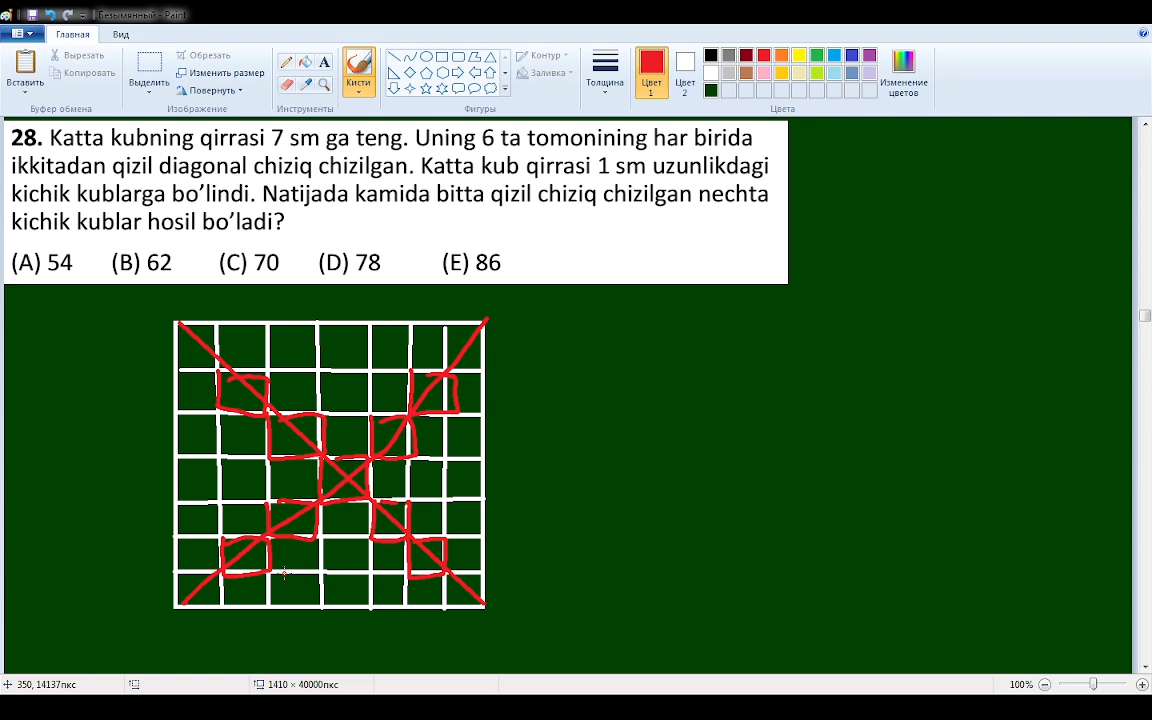 Безымянный - Paint
Главная Вид
Вставить
Вырезать
Копировать
Буфер обмена
Выделить
Обрезать
Изменить размер
Повернуть
Изображение
A
Инструменты
Кисти
Контур
Заливка
Фигуры
Толщина
Цвет 1
Цвет 2
Изменение цветов
Цвета
28. Katta kubning qirrasi 7 sm ga teng. Uning 6 ta tomonining har birida
ikkitadan qizil diagonal chiziq chizilgan. Katta kub qirrasi 1 sm uzunlikdagi
kichik kublarga bo’lindi. Natijada kamida bitta qizil chiziq chizilgan nechta
kichik kublar hosil bo’ladi?
(A) 54 (B) 62 (C) 70 (D) 78 (E) 86
350, 14137пкс 1410 × 40000пкс 100%